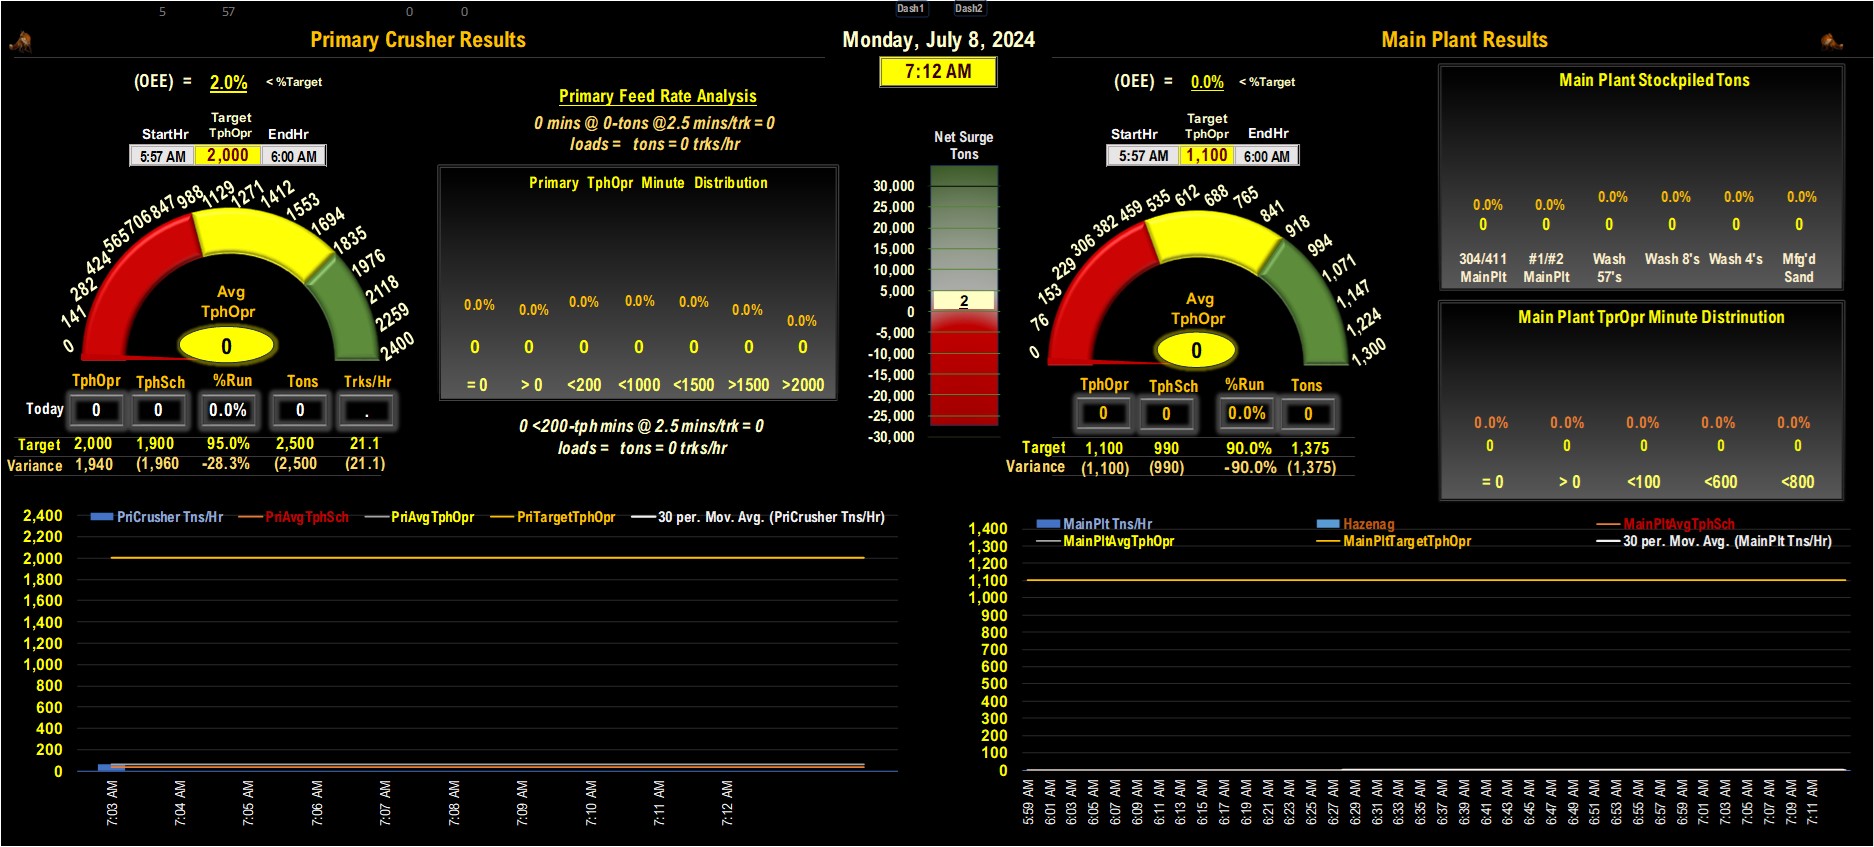 5 57 0 0 Dash1 Dash2
Primary Crusher Results
(OEE) = 2.0% < %Target
Target
StartHr TphOpr EndHr
5:57 AM 2,000 6:00 AM
0 141 282 424 565 706 847 988 1129 1271 1412 1553 1694 1835 1976 2118 2259 2400
Avg
TphOpr
0
TphOpr TphSch %Run Tons Trks/Hr
Today 0 0 0.0% 0 .
Target 2,000 1,900 95.0% 2,500 21.1
Variance 1,940 (1,960 -28.3% (2,500 (21.1)
Primary Feed Rate Analysis
0 mins @ 0-tons @2.5 mins/trk = 0
loads = tons = 0 trks/hr
Primary TphOpr Minute Distribution
0.0% 0.0% 0.0% 0.0% 0.0% 0.0% 0.0%
0 0 0 0 0 0 0
= 0 > 0 <200 <1000 <1500 >1500 >2000
0 <200-tph mins @ 2.5 mins/trk = 0
loads = tons = 0 trks/hr
Monday, July 8, 2024
7:12 AM
Net Surge
Tons
30,000
25,000
20,000
15,000
10,000
5,000
2
0
-5,000
-10,000
-15,000
-20,000
-25,000
-30,000
Main Plant Results
(OEE) = 0.0% < %Target
Target
StartHr TphOpr EndHr
5:57 AM 1,100 6:00 AM
0 76 153 229 306 382 459 535 612 688 765 841 918 994 1,071 1,147 1,224 1,300
Avg
TphOpr
0
TphOpr TphSch %Run Tons
0 0 0.0% 0
Target 1,100 990 90.0% 1,375
Variance (1,100) (990) -90.0% (1,375)
Main Plant Stockpiled Tons
0.0% 0.0% 0.0% 0.0% 0.0% 0.0%
0 0 0 0 0 0
304/411 #1/#2 Wash Wash 8's Wash 4's Mfg'd
MainPlt MainPlt 57's Sand
Main Plant TprOpr Minute Distrinution
0.0% 0.0% 0.0% 0.0% 0.0%
0 0 0 0 0
= 0 > 0 <100 <600 <800
PriCrusher Tns/Hr PriAvgTphSch PriAvgTphOpr PriTargetTphOpr 30 per. Mov. Avg. (PriCrusher Tns/Hr)
2,400
2,200
2,000
1,800
1,600
1,400
1,200
1,000
800
600
400
200
0
7:03 AM 7:04 AM 7:05 AM 7:06 AM 7:07 AM 7:08 AM 7:09 AM 7:10 AM 7:11 AM 7:12 AM
MainPlt Tns/Hr Hazenag MainPltAvgTphSch
MainPltAvgTphOpr MainPltTargetTphOpr 30 per. Mov. Avg. (MainPlt Tns/Hr)
1,400
1,300
1,200
1,100
1,000
900
800
700
600
500
400
300
200
100
0
5:59 AM 6:01 AM 6:03 AM 6:05 AM 6:07 AM 6:09 AM 6:11 AM 6:13 AM 6:15 AM 6:17 AM 6:19 AM 6:21 AM 6:23 AM 6:25 AM 6:27 AM 6:29 AM 6:31 AM 6:33 AM 6:35 AM 6:37 AM 6:39 AM 6:41 AM 6:43 AM 6:45 AM 6:47 AM 6:49 AM 6:51 AM 6:53 AM 6:55 AM 6:57 AM 6:59 AM 7:01 AM 7:03 AM 7:05 AM 7:07 AM 7:09 AM 7:11 AM